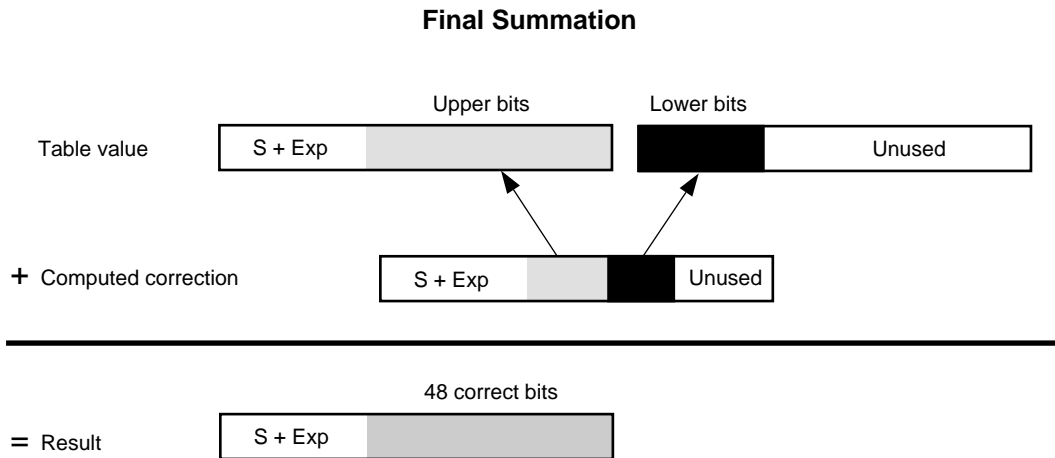 Final Summation
Upper bits
Lower bits
Table value
S + Exp
Unused
+ Computed correction
S + Exp
Unused
48 correct bits
= Result
S + Exp